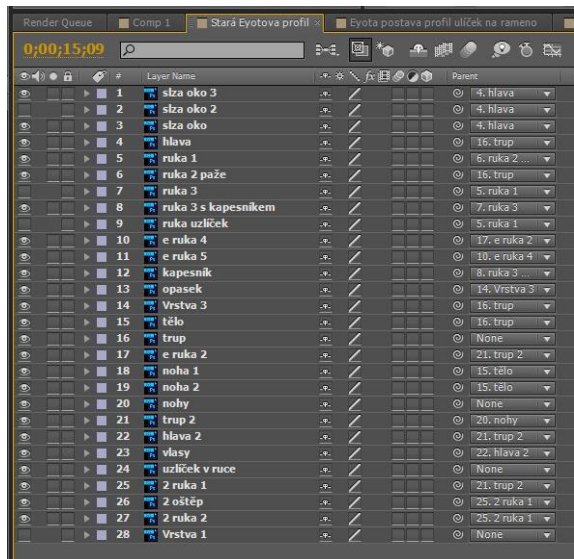 Render Queue Comp 1 Stará Eyotova profil × Eyota postava profil ulíček na rameno
0;00;15;09
# Layer Name fx Parent
1 slza oko 3 4. hlava
2 slza oko 2 4. hlava
3 slza oko 4. hlava
4 hlava 16. trup
5 ruka 1 6. ruka 2 ...
6 ruka 2 paže 16. trup
7 ruka 3 5. ruka 1
8 ruka 3 s kapesníkem 7. ruka 3
9 ruka uzlíček 5. ruka 1
10 e ruka 4 17. e ruka 2
11 e ruka 5 10. e ruka 4
12 kapesník 8. ruka 3 ...
13 opasek 14. Vrstva 3
14 Vrstva 3 16. trup
15 tělo 16. trup
16 trup None
17 e ruka 2 21. trup 2
18 noha 1 15. tělo
19 noha 2 15. tělo
20 nohy None
21 trup 2 20. nohy
22 hlava 2 21. trup 2
23 vlasy 22. hlava 2
24 uzlíček v ruce None
25 2 ruka 1 21. trup 2
26 2 oštěp 25. 2 ruka 1
27 2 ruka 2 25. 2 ruka 1
28 Vrstva 1 None